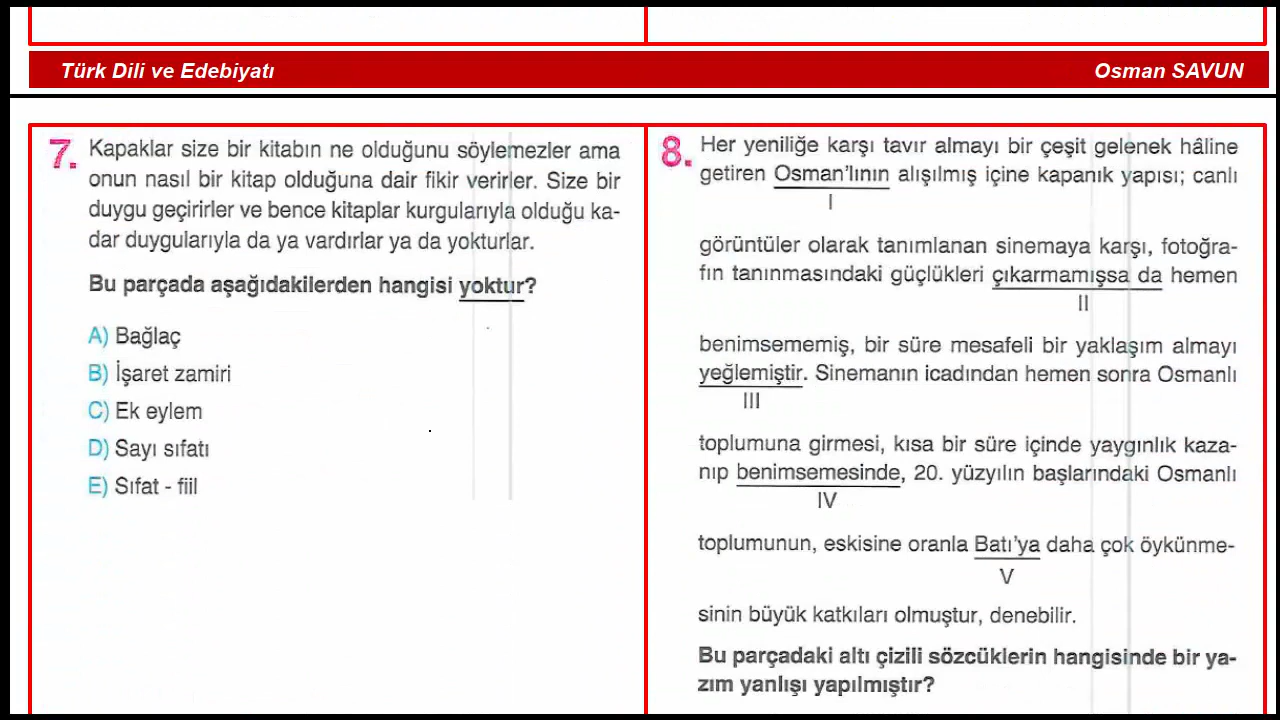 Türk Dili ve Edebiyatı
Osman SAVUN
7. Kapaklar size bir kitabın ne olduğunu söylemezler ama
onun nasıl bir kitap olduğuna dair fikir verirler. Size bir
duygu geçirirler ve bence kitaplar kurgularıyla olduğu ka-
dar duygularıyla da ya vardırlar ya da yokturlar.
Bu parçada aşağıdakilerden hangisi yoktur?
A) Bağlaç
B) İşaret zamiri
C) Ek eylem
D) Sayı sıfatı
E) Sıfat - fiil
8. Her yeniliğe karşı tavır almayı bir çeşit gelenek hâline
getiren Osman'lının alışılmış içine kapanık yapısı; canlı
I
görüntüler olarak tanımlanan sinemaya karşı, fotoğra-
fın tanınmasındaki güçlükleri çıkarmamışsa da hemen
II
benimsememiş, bir süre mesafeli bir yaklaşım almayı
yeğlemiştir. Sinemanın icadından hemen sonra Osmanlı
III
toplumuna girmesi, kısa bir süre içinde yaygınlık kaza-
nıp benimsemesinde, 20. yüzyılın başlarındaki Osmanlı
IV
toplumunun, eskisine oranla Batı'ya daha çok öykünme-
V
sinin büyük katkıları olmuştur, denebilir.
Bu parçadaki altı çizili sözcüklerin hangisinde bir ya-
zım yanlışı yapılmıştır?